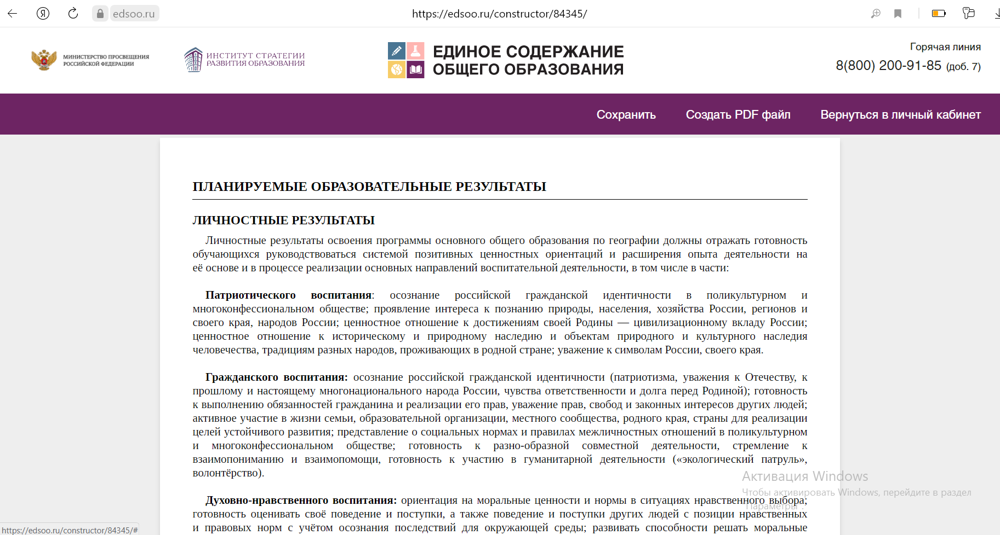 Я
edsoo.ru
https://edsoo.ru/constructor/84345/
МИНИСТЕРСТВО ПРОСВЕЩЕНИЯ
РОССИЙСКОЙ ФЕДЕРАЦИИ
ИНСТИТУТ СТРАТЕГИИ
РАЗВИТИЯ ОБРАЗОВАНИЯ
ЕДИНОЕ СОДЕРЖАНИЕ
ОБЩЕГО ОБРАЗОВАНИЯ
Горячая линия
8(800) 200-91-85 (доб. 7)
Сохранить
Создать PDF файл
Вернуться в личный кабинет
ПЛАНИРУЕМЫЕ ОБРАЗОВАТЕЛЬНЫЕ РЕЗУЛЬТАТЫ
ЛИЧНОСТНЫЕ РЕЗУЛЬТАТЫ
Личностные результаты освоения программы основного общего образования по географии должны отражать готовность
обучающихся руководствоваться системой позитивных ценностных ориентаций и расширения опыта деятельности на
её основе и в процессе реализации основных направлений воспитательной деятельности, в том числе в части:
Патриотического воспитания: осознание российской гражданской идентичности в поликультурном и
многоконфессиональном обществе; проявление интереса к познанию природы, населения, хозяйства России, регионов и
своего края, народов России; ценностное отношение к достижениям своей Родины — цивилизационному вкладу России;
ценностное отношение к историческому и природному наследию и объектам природного и культурного наследия
человечества, традициям разных народов, проживающих в родной стране; уважение к символам России, своего края.
Гражданского воспитания: осознание российской гражданской идентичности (патриотизма, уважения к Отечеству, к
прошлому и настоящему многонационального народа России, чувства ответственности и долга перед Родиной); готовность
к выполнению обязанностей гражданина и реализации его прав, уважение прав, свобод и законных интересов других людей;
активное участие в жизни семьи, образовательной организации, местного сообщества, родного края, страны для реализации
целей устойчивого развития; представление о социальных нормах и правилах межличностных отношений в поликультурном
и многоконфессиональном обществе; готовность к разно-образной совместной деятельности, стремление к
взаимопониманию и взаимопомощи, готовность к участию в гуманитарной деятельности («экологический патруль»,
волонтёрство).
Духовно-нравственного воспитания: ориентация на моральные ценности и нормы в ситуациях нравственного выбора;
готовность оценивать своё поведение и поступки, а также поведение и поступки других людей с позиции нравственных
и правовых норм с учётом осознания последствий для окружающей среды; развивать способности решать моральные
Активация Windows
Чтобы активировать Windows, перейдите в раздел
"Параметры".
https://edsoo.ru/constructor/84345/#